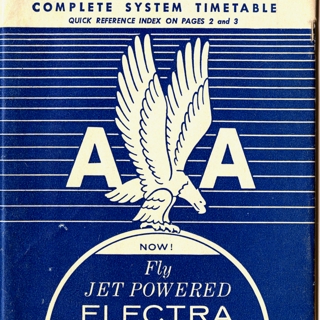 COMPLETE SYSTEM TIMETABLE
QUICK REFERENCE INDEX ON PAGES 2 and 3
A A
NOW!
Fly
JET POWERED
ELECTRA